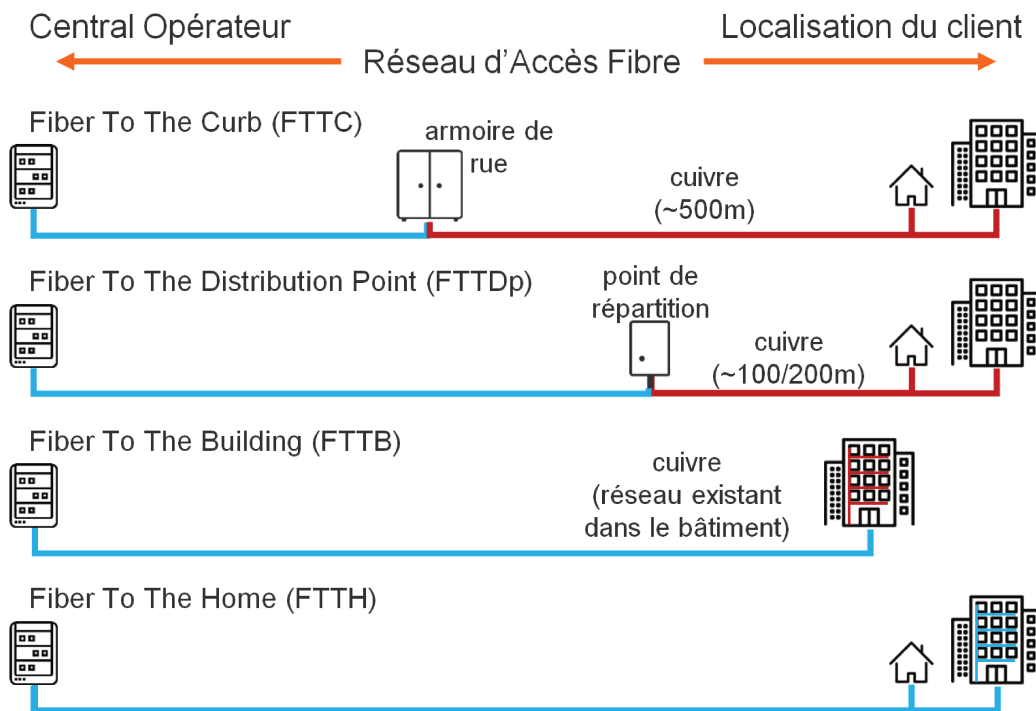 Central Opérateur
Localisation du client
Réseau d'Accès Fibre
Fiber To The Curb (FTTC)
armoire de
rue
cuivre
(~500m)
Fiber To The Distribution Point (FTTDp)
point de
répartition
cuivre
(~100/200m)
Fiber To The Building (FTTB)
cuivre
(réseau existant
dans le bâtiment)
Fiber To The Home (FTTH)